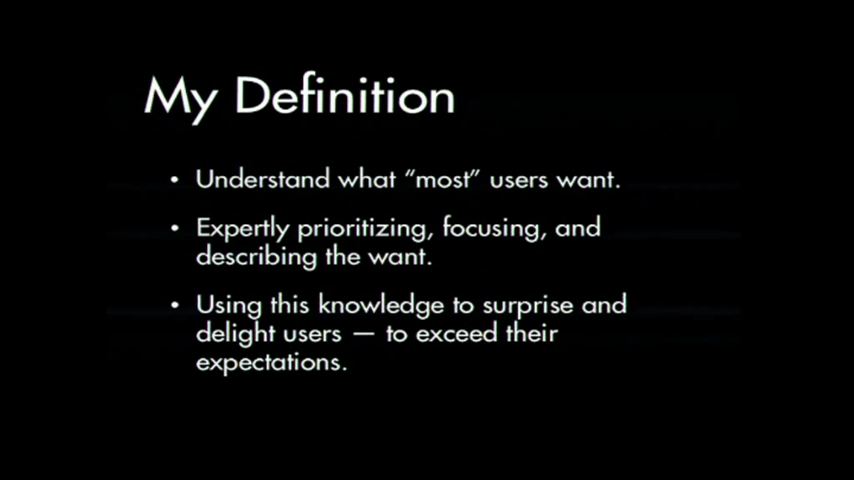 My Definition
• Understand what “most” users want.
• Expertly prioritizing, focusing, and
describing the want.
• Using this knowledge to surprise and
delight users — to exceed their
expectations.